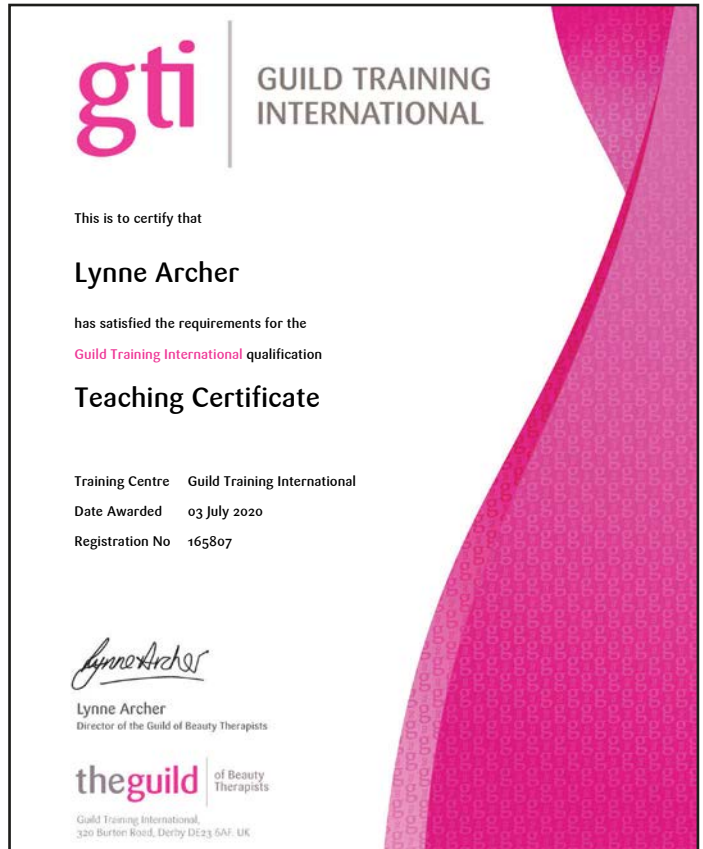 gti
GUILD TRAINING
INTERNATIONAL
This is to certify that
Lynne Archer
has satisfied the requirements for the
Guild Training International qualification
Teaching Certificate
Training Centre Guild Training International
Date Awarded 03 July 2020
Registration No 165807
Lynne Archer
Lynne Archer
Director of the Guild of Beauty Therapists
theguild of Beauty
Therapists
Guild Training International,
320 Burton Road, Derby DE23 6AF. UK